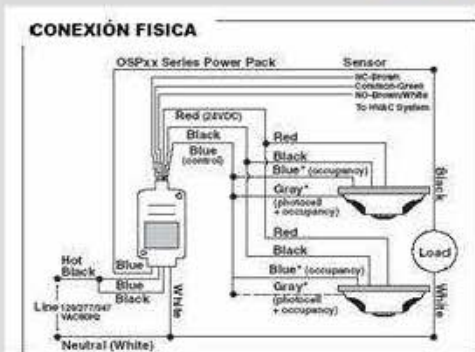 CONEXIÓN FISICA
OSPxx Series Power Pack
Sensor
NC-Brown
Common-Green
NO-Brown/White
To HVAC System
Red (24VDC)
Black
Blue
(control)
Red
Black
Blue* (occupancy)
Gray*
(photocell
+ occupancy)
Black
Red
Black
Blue* (occupancy)
Gray*
(photocell
+ occupancy)
Load
White
Hot
Black
Blue
Blue
Black
White
Line 120/277/347
VAC60Hz
Neutral (White)